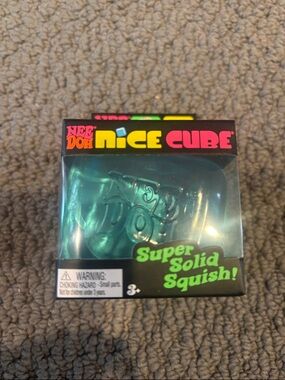 NEE DOH NiCE CUBE
Super
Solid
Squish!
WARNING:
CHOKING HAZARD - Small parts.
Not for children under 3 years.
3+